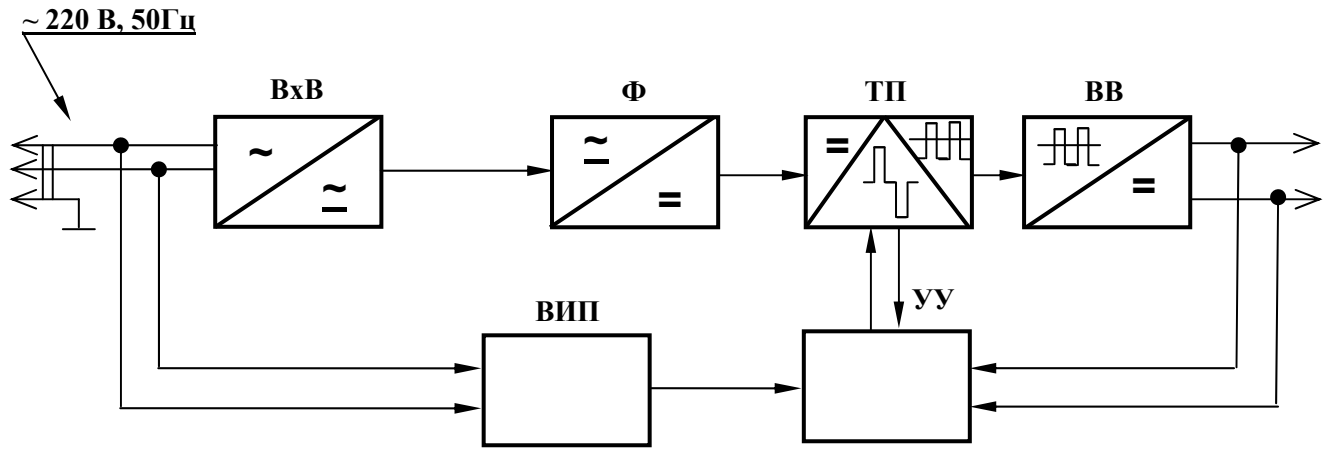 ~ 220 В, 50Гц
ВхВ
Ф
ТП
ВВ
~
≂
≂
=
=
=
УУ
ВИП